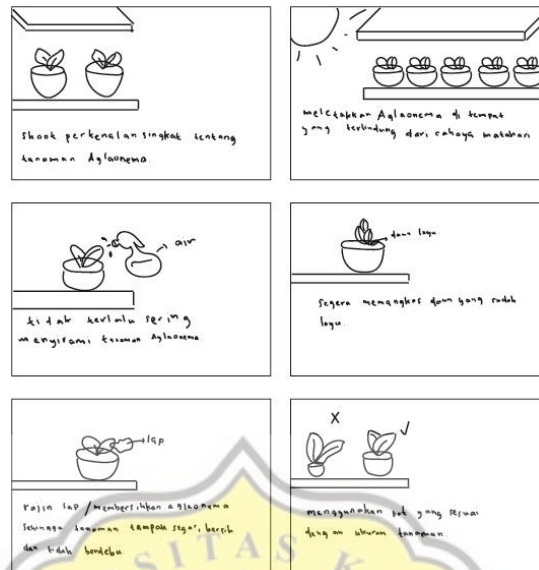 shoot perkenalan singkat tentang
tanaman Aglaonema.
meletakkan Aglaonema di tempat
yang terlindung dari cahaya matahari
air
tidak terlalu sering
menyirami tanaman Aglaonema.
daun layu
segera memangkas daun yang sudah
layu.
lap
rajin lap / membersihkan aglaonema
sehingga tanaman tampak segar, bersih
dan tidak berdebu.
X
menggunakan pot yang sesuai
dengan ukuran tanaman
SITAS K